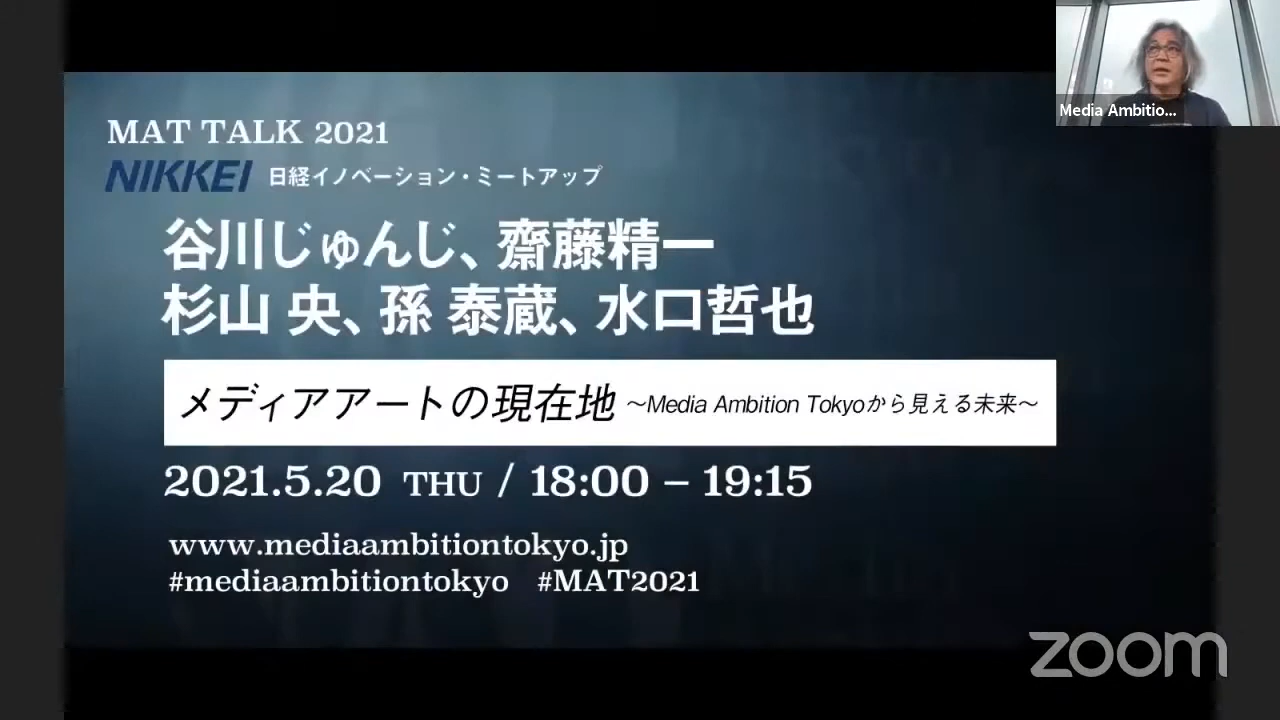 MAT TALK 2021
NIKKEI 日経イノベーション・ミートアップ
谷川じゅんじ、齋藤精一
杉山 央、孫 泰蔵、水口哲也
メディアアートの現在地 〜Media Ambition Tokyoから見える未来〜
2021.5.20 THU / 18:00 – 19:15
www.mediaambitiontokyo.jp
#mediaambitiontokyo #MAT2021
Media Ambitio...
zoom